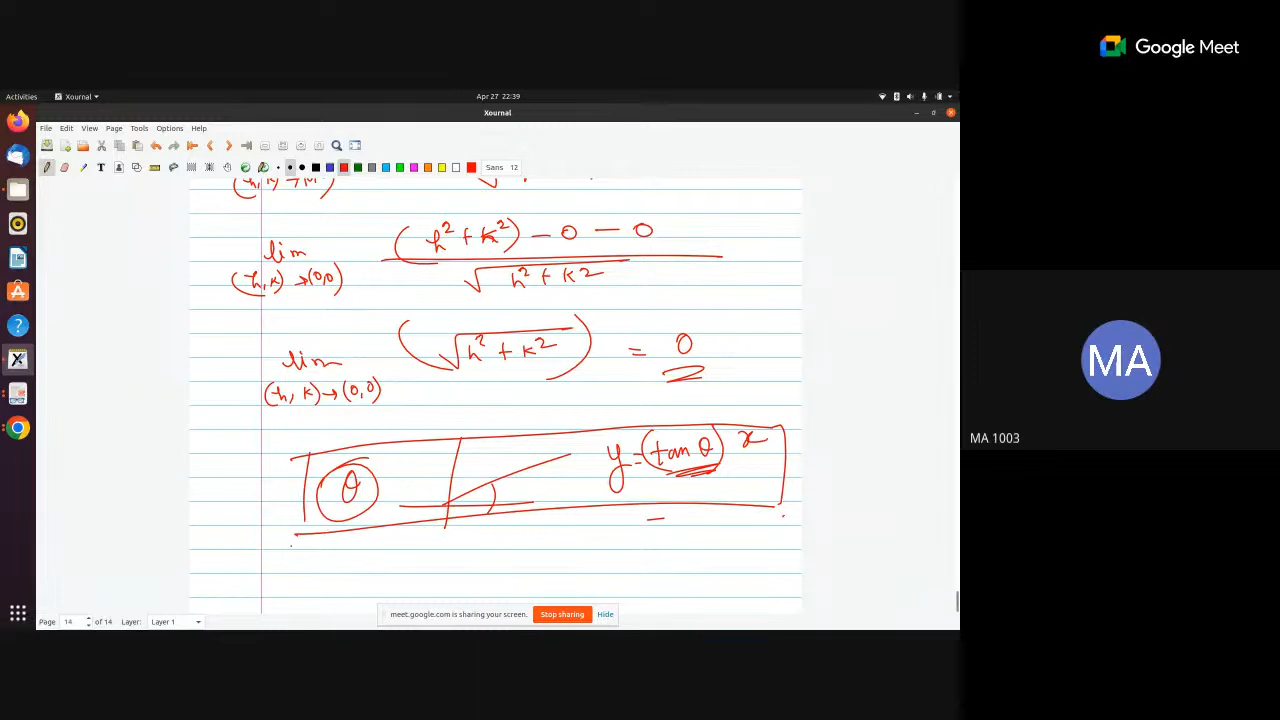 Google Meet
Activities Xournal Apr 27 22:39
Xournal
File Edit View Page Tools Options Help
Sans 12
(h² + k²) − 0 − 0
lim
(h, k) → (0,0)
√h² + k²
lim (√h² + k²) = 0
(h, k) → (0, 0)
θ y = (tan θ) x
MA
MA 1003
meet.google.com is sharing your screen. Stop sharing Hide
Page 14 of 14 Layer: Layer 1